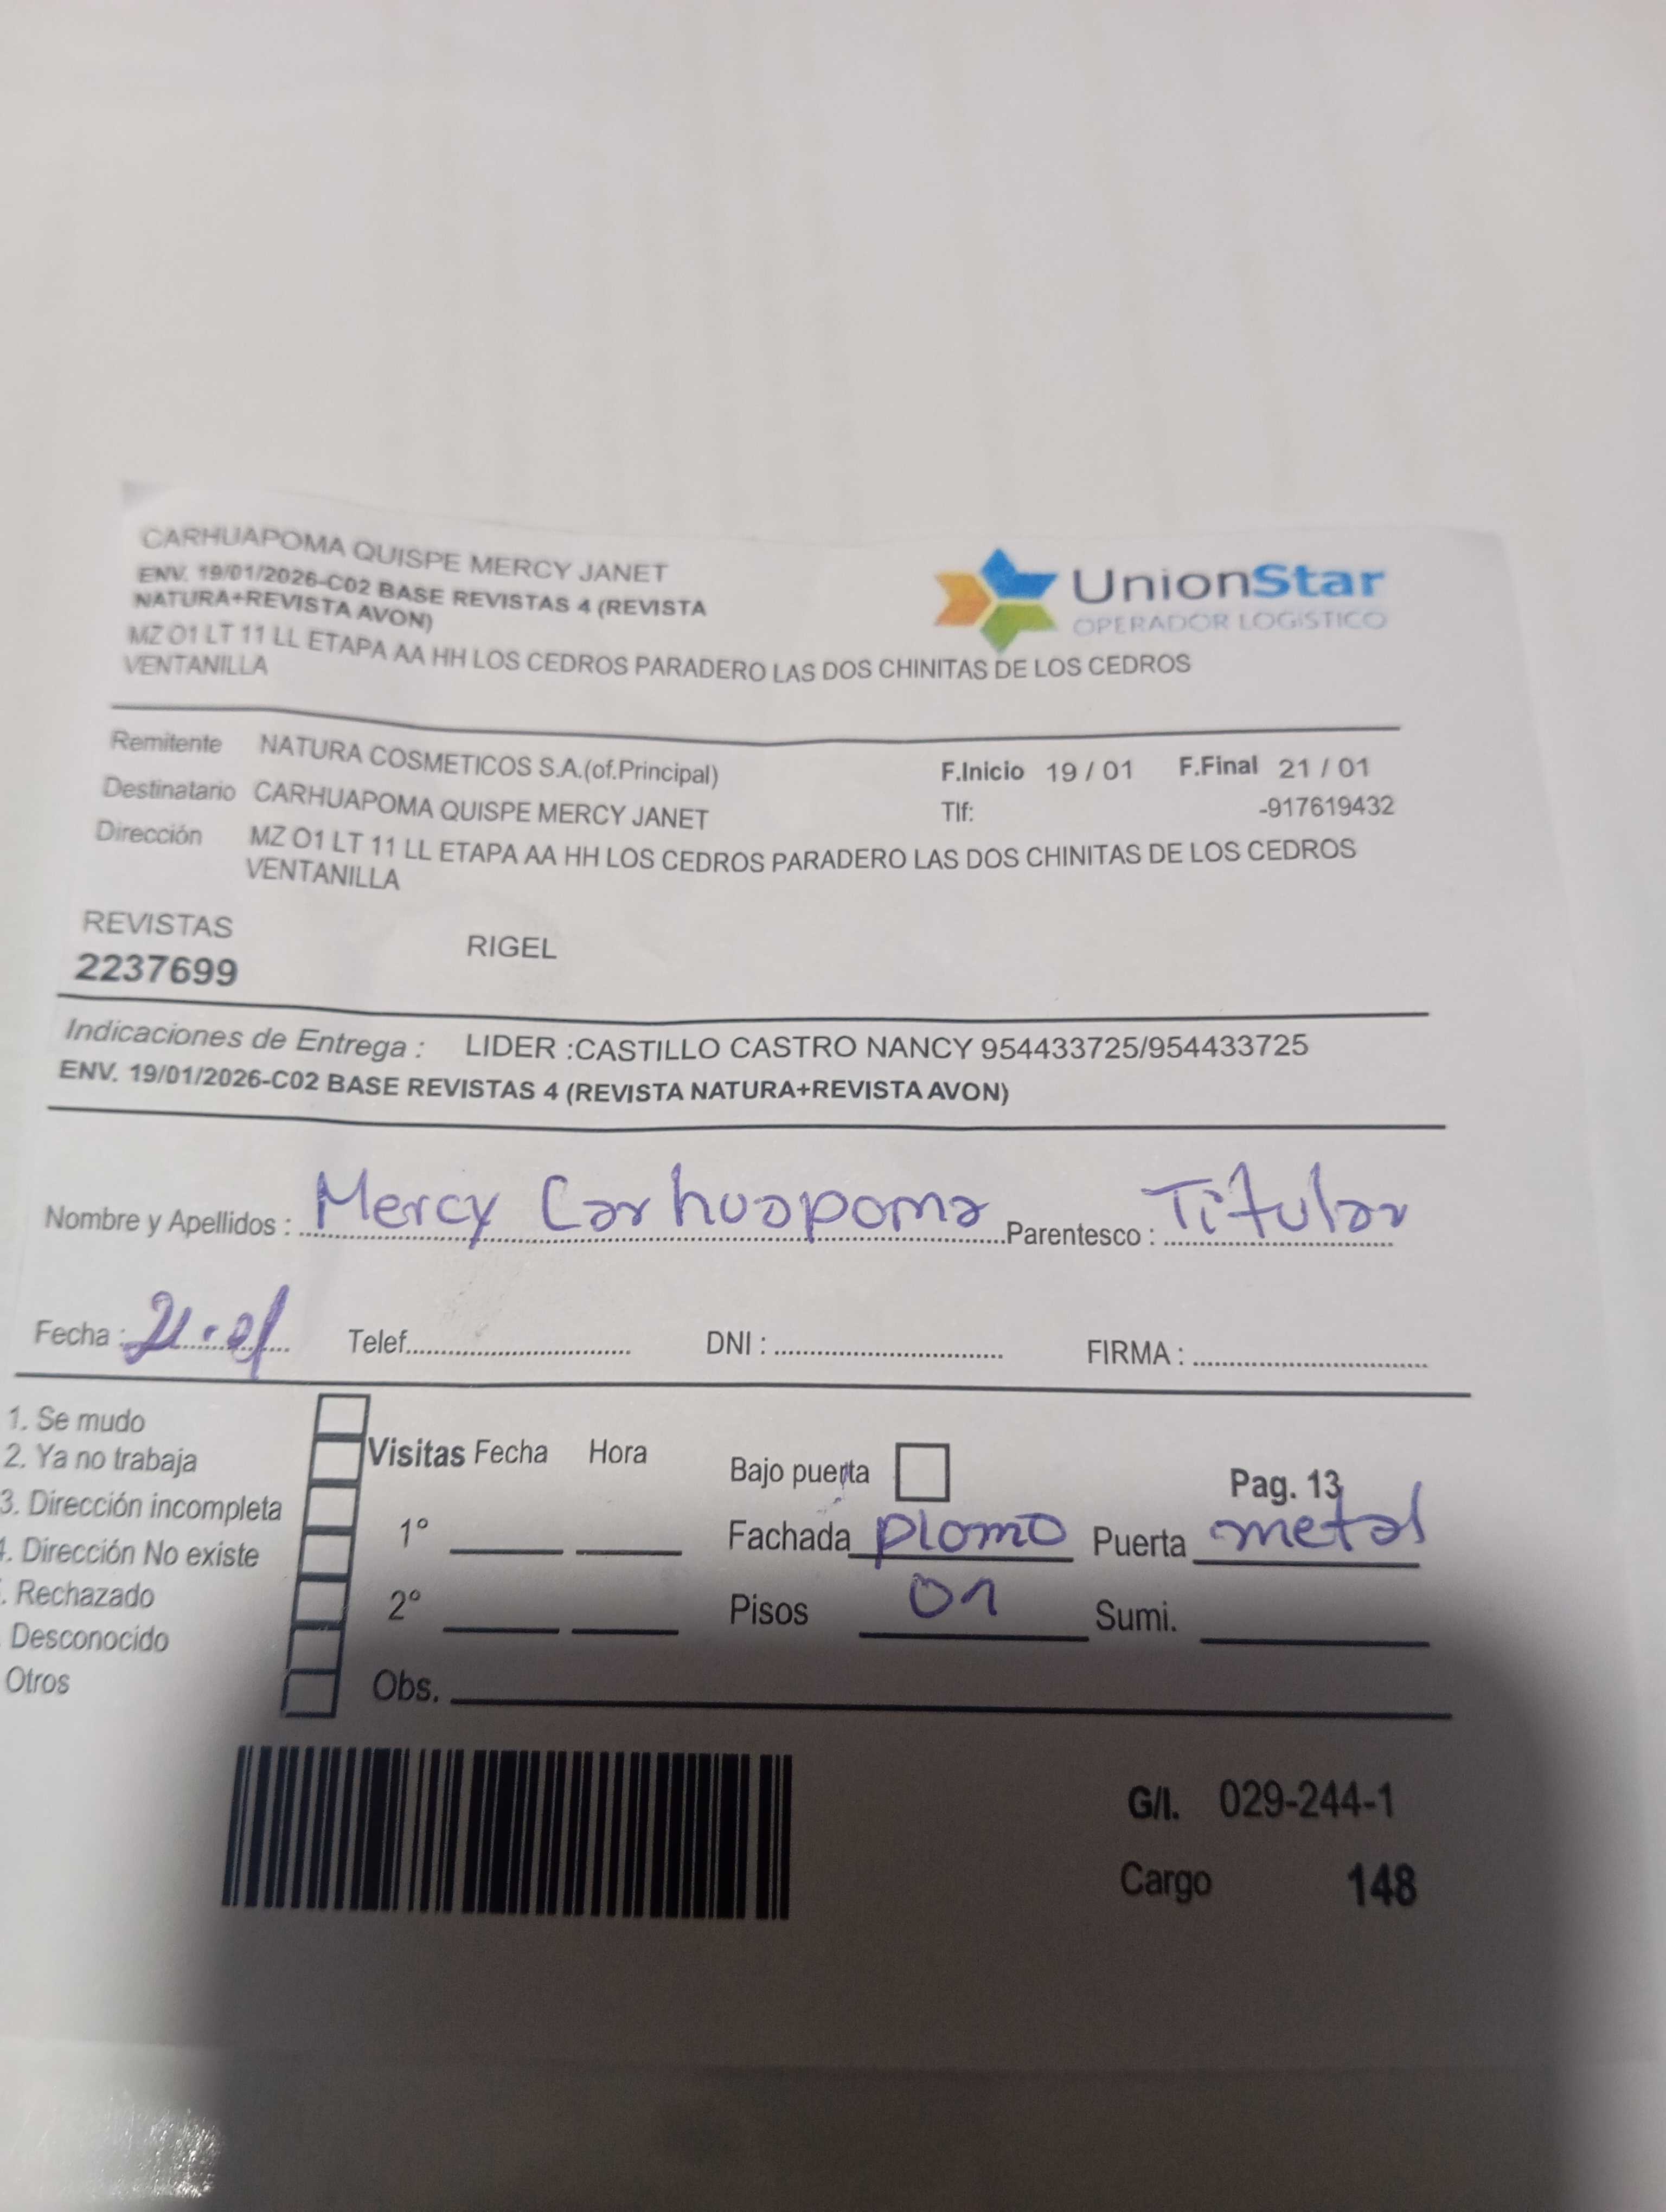 CARHUAPOMA QUISPE MERCY JANET
ENV. 19/01/2026-C02 BASE REVISTAS 4 (REVISTA
NATURA+REVISTA AVON)
MZ O1 LT 11 LL ETAPA AA HH LOS CEDROS PARADERO LAS DOS CHINITAS DE LOS CEDROS
VENTANILLA
UnionStar
OPERADOR LOGÍSTICO
Remitente NATURA COSMETICOS S.A.(of.Principal) F.Inicio 19 / 01 F.Final 21 / 01
Destinatario CARHUAPOMA QUISPE MERCY JANET Tlf: -917619432
Dirección MZ O1 LT 11 LL ETAPA AA HH LOS CEDROS PARADERO LAS DOS CHINITAS DE LOS CEDROS
VENTANILLA
REVISTAS RIGEL
2237699
Indicaciones de Entrega : LIDER :CASTILLO CASTRO NANCY 954433725/954433725
ENV. 19/01/2026-C02 BASE REVISTAS 4 (REVISTA NATURA+REVISTA AVON)
Nombre y Apellidos : Mercy Carhuapoma Parentesco : Titular
Fecha : 21.01 Telef. DNI : FIRMA :
1. Se mudo
2. Ya no trabaja
3. Dirección incompleta
4. Dirección No existe
. Rechazado
Desconocido
Otros
Visitas Fecha Hora
1°
2°
Obs.
Bajo puerta Pag. 13
Fachada plomo Puerta metal
Pisos 01 Sumi.
G/I. 029-244-1
Cargo 148